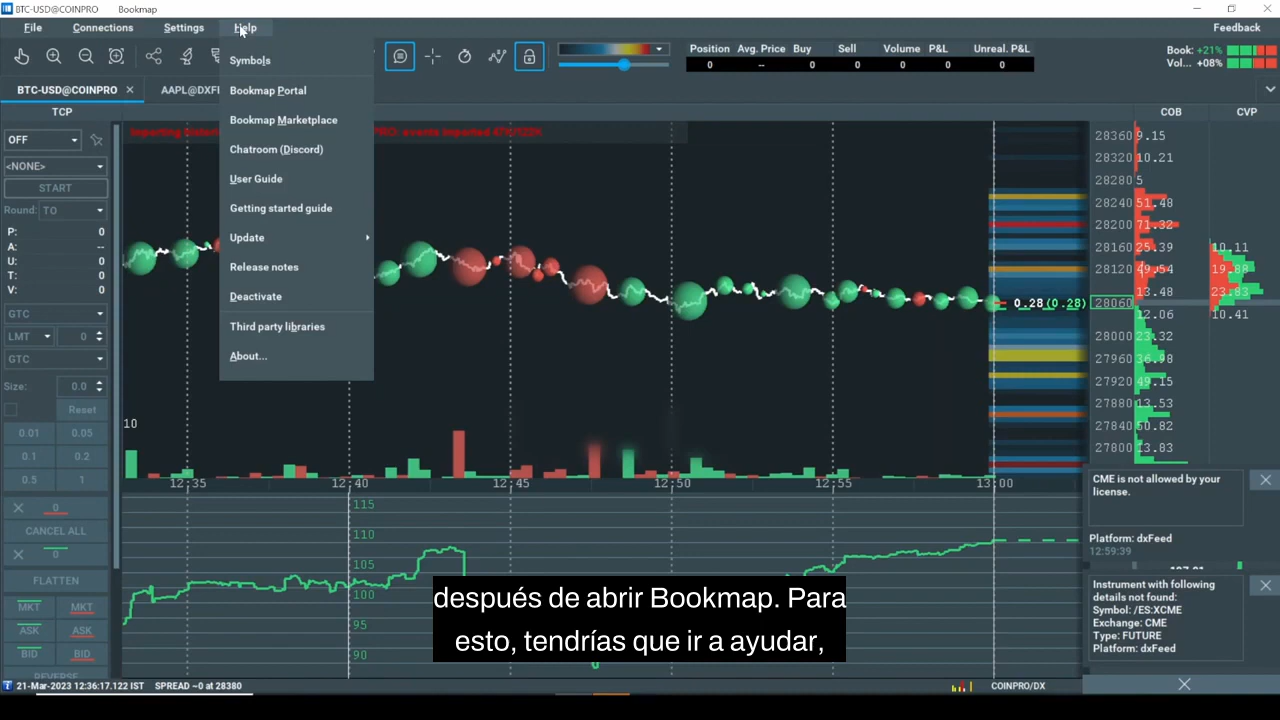 BTC-USD@COINPRO - Bookmap
File Connections Settings Help Feedback
Position Avg. Price Buy Sell Volume P&L Unreal. P&L
0 -- 0 0 0 0 0
Book: +21%
Vol... +08%
BTC-USD@COINPRO × AAPL@DXF
TCP
OFF
<NONE>
START
Round: TO
P: 0
A: --
U: 0
T: 0
V: 0
GTC
LMT 0
GTC
Size: 0.0
Reset
0.01 0.05
0.1 0.2
0.5 1
0
CANCEL ALL
0
FLATTEN
MKT MKT
ASK ASK
BID BID
REVERSE
Symbols
Bookmap Portal
Bookmap Marketplace
Chatroom (Discord)
User Guide
Getting started guide
Update
Release notes
Deactivate
Third party libraries
About...
PRO: events imported
10
0.28(0.28)
12:35 12:40 12:45 12:50 12:55 13:00
115
110
105
100
95
90
COB CVP
28360 9.15
28320 10.21
28280 5
28240 51.48
28200 71.32
28160 25.39 10.11
28120 49.54 19.88
13.48 23.83
28060
12.06 10.41
28000 23.32
27960 36.98
27920 49.15
27880 13.53
27840 60.82
27800 13.83
CME is not allowed by your
license.
Platform: dxFeed
12:59:39
Instrument with following
details not found:
Symbol: /ES:XCME
Exchange: CME
Type: FUTURE
Platform: dxFeed
después de abrir Bookmap. Para
esto, tendrías que ir a ayudar,
21-Mar-2023 12:36:17.122 IST SPREAD ~0 at 28380 COINPRO/DX